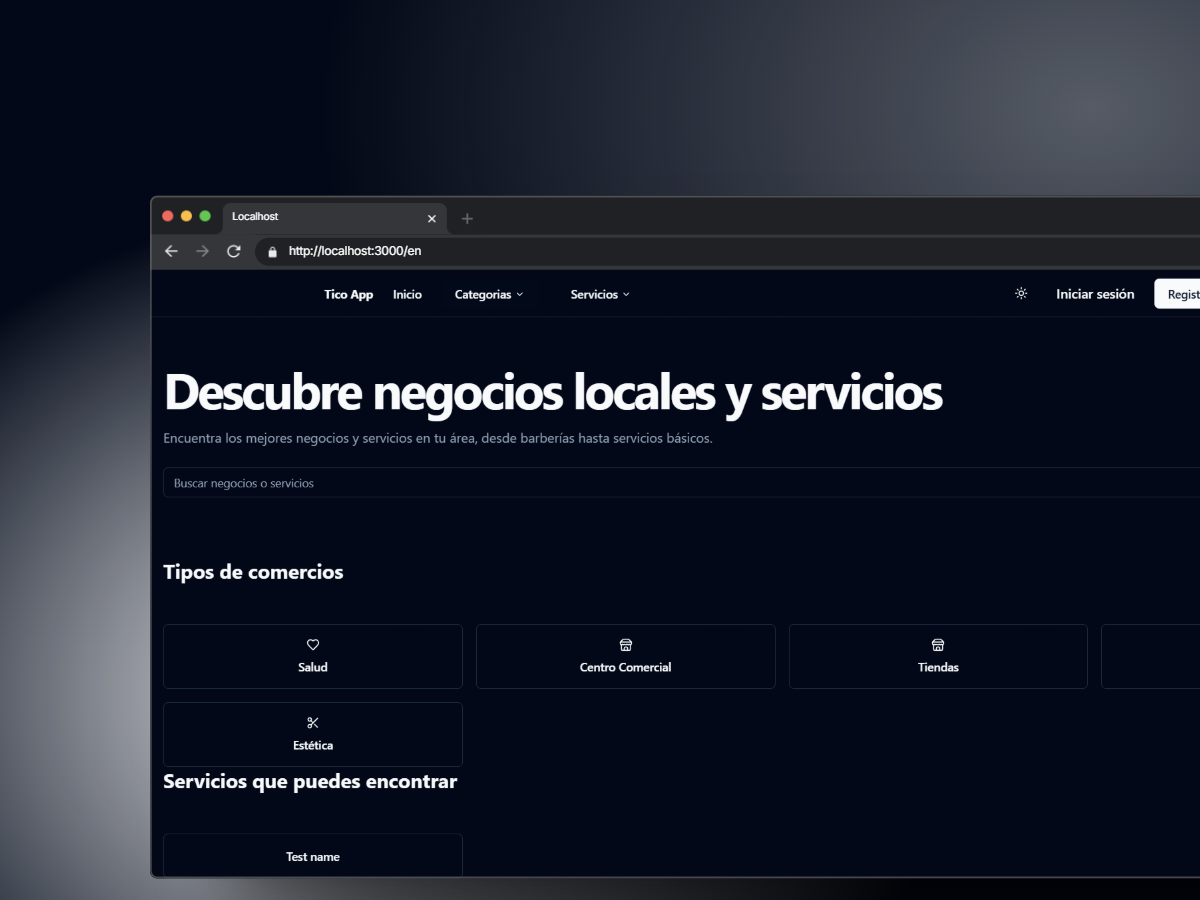 Localhost
http://localhost:3000/en
Tico App Inicio Categorias Servicios Iniciar sesión Regist
Descubre negocios locales y servicios
Encuentra los mejores negocios y servicios en tu área, desde barberías hasta servicios básicos.
Buscar negocios o servicios
Tipos de comercios
Salud Centro Comercial Tiendas
Estética
Servicios que puedes encontrar
Test name